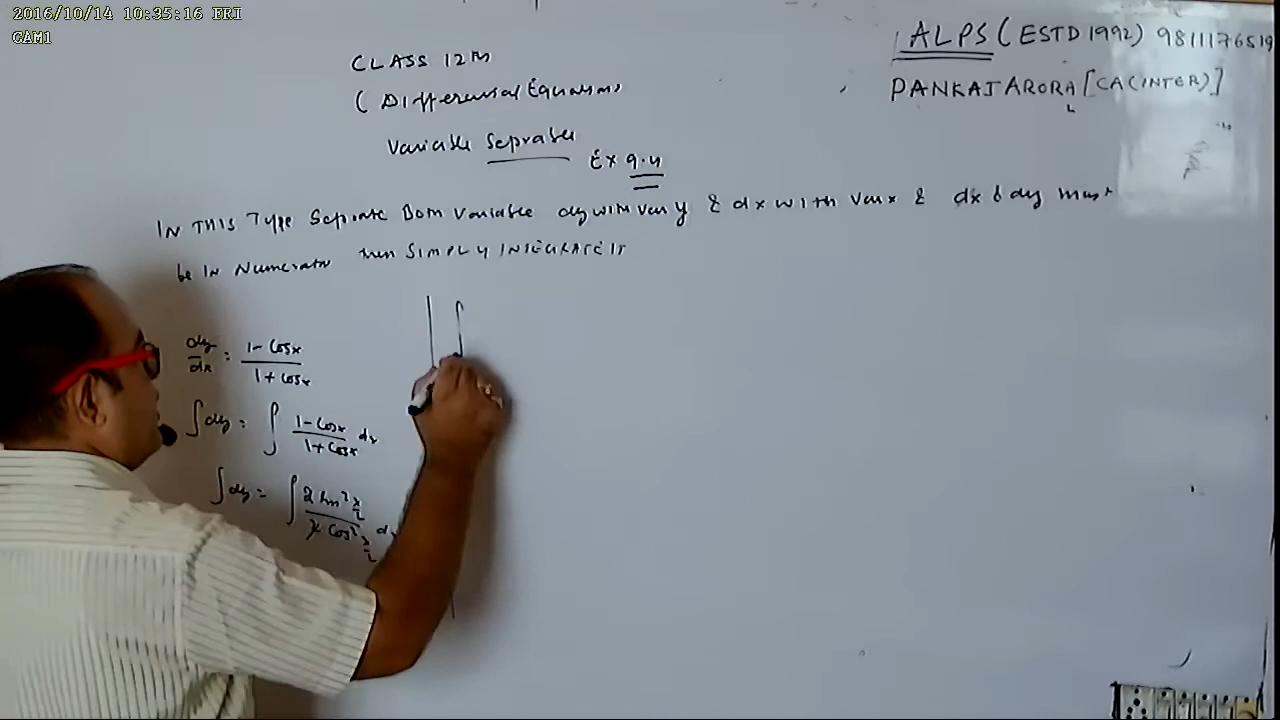 2016/10/14 10:35:16 FRI
CAM1
ALPS (ESTD 1992) 9811176519
PANKAJ ARORA [CA(INTER)]
CLASS 12th
( Differential Equations
Variable Seprable
Ex 9.4
IN THIS Type Seprate Both Variable dy with var y & dx WITH Var x & dx & dy must
be IN Numerator then SIMPLY INTEGRATE IT
dy/dx = 1 - Cosx / 1 + Cosx
∫dy = ∫ 1 - Cosx / 1 + Cosx dx
∫dy = ∫ 2 Sin² x/2 / 2 Cos² x/2 dx
∫